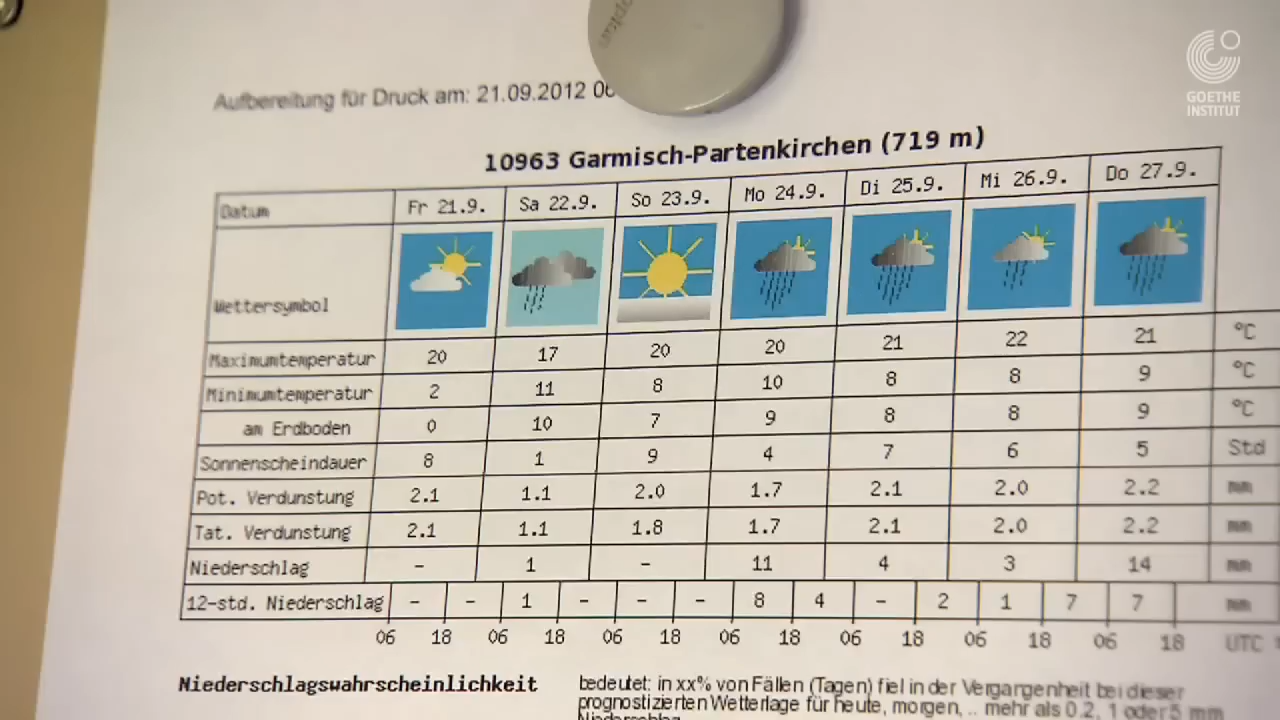 GOETHE
INSTITUT
Aufbereitung für Druck am: 21.09.2012
10963 Garmisch-Partenkirchen (719 m)
Datum Fr 21.9. Sa 22.9. So 23.9. Mo 24.9. Di 25.9. Mi 26.9. Do 27.9.
Wettersymbol
Maximumtemperatur 20 17 20 20 21 22 21 °C
Minimumtemperatur 2 11 8 10 8 8 9 °C
am Erdboden 0 10 7 9 8 8 9 °C
Sonnenscheindauer 8 1 9 4 7 6 5 Std
Pot. Verdunstung 2.1 1.1 2.0 1.7 2.1 2.0 2.2 mm
Tat. Verdunstung 2.1 1.1 1.8 1.7 2.1 2.0 2.2 mm
Niederschlag - 1 - 11 4 3 14 mm
12-std. Niederschlag - - 1 - - - 8 4 - 2 1 7 7 mm
06 18 06 18 06 18 06 18 06 18 06 18 06 18 UTC
Niederschlagswahrscheinlichkeit bedeutet: in xx% von Fällen (Tagen) fiel in der Vergangenheit bei dieser
prognostizierten Wetterlage für heute, morgen, .. mehr als 0.2, 1 oder 5 mm
Niederschlag